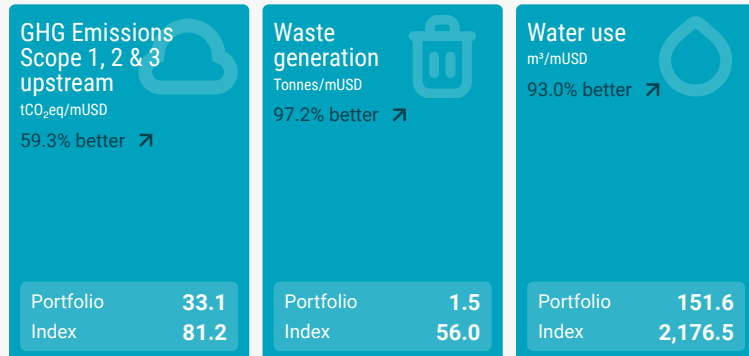 GHG Emissions
Scope 1, 2 & 3
upstream
tCO₂eq/mUSD
59.3% better
Portfolio 33.1
Index 81.2
Waste
generation
Tonnes/mUSD
97.2% better
Portfolio 1.5
Index 56.0
Water use
m³/mUSD
93.0% better
Portfolio 151.6
Index 2,176.5